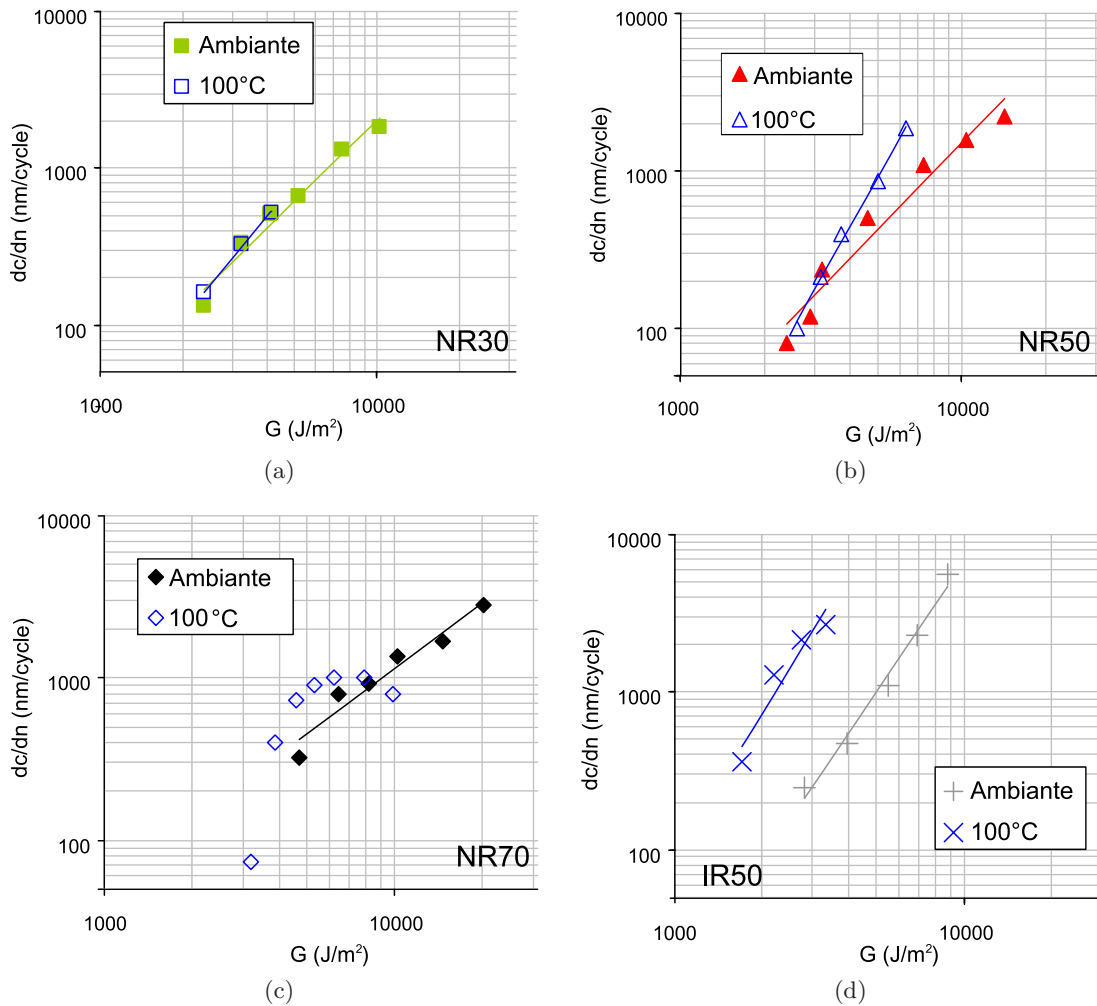 10000
Ambiante
100°C
1000
100
dc/dn (nm/cycle)
NR30
1000
10000
G (J/m²)
(a)
10000
Ambiante
100°C
1000
100
dc/dn (nm/cycle)
NR50
1000
10000
G (J/m²)
(b)
10000
Ambiante
100°C
1000
100
dc/dn (nm/cycle)
NR70
1000
10000
G (J/m²)
(c)
10000
1000
dc/dn (nm/cycle)
Ambiante
100°C
100
IR50
1000
10000
G (J/m²)
(d)